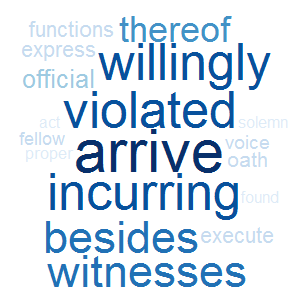 functions thereof
express willingly
official
violated
act solemn
fellow arrive voice
proper oath
incurring found
besides execute
witnesses